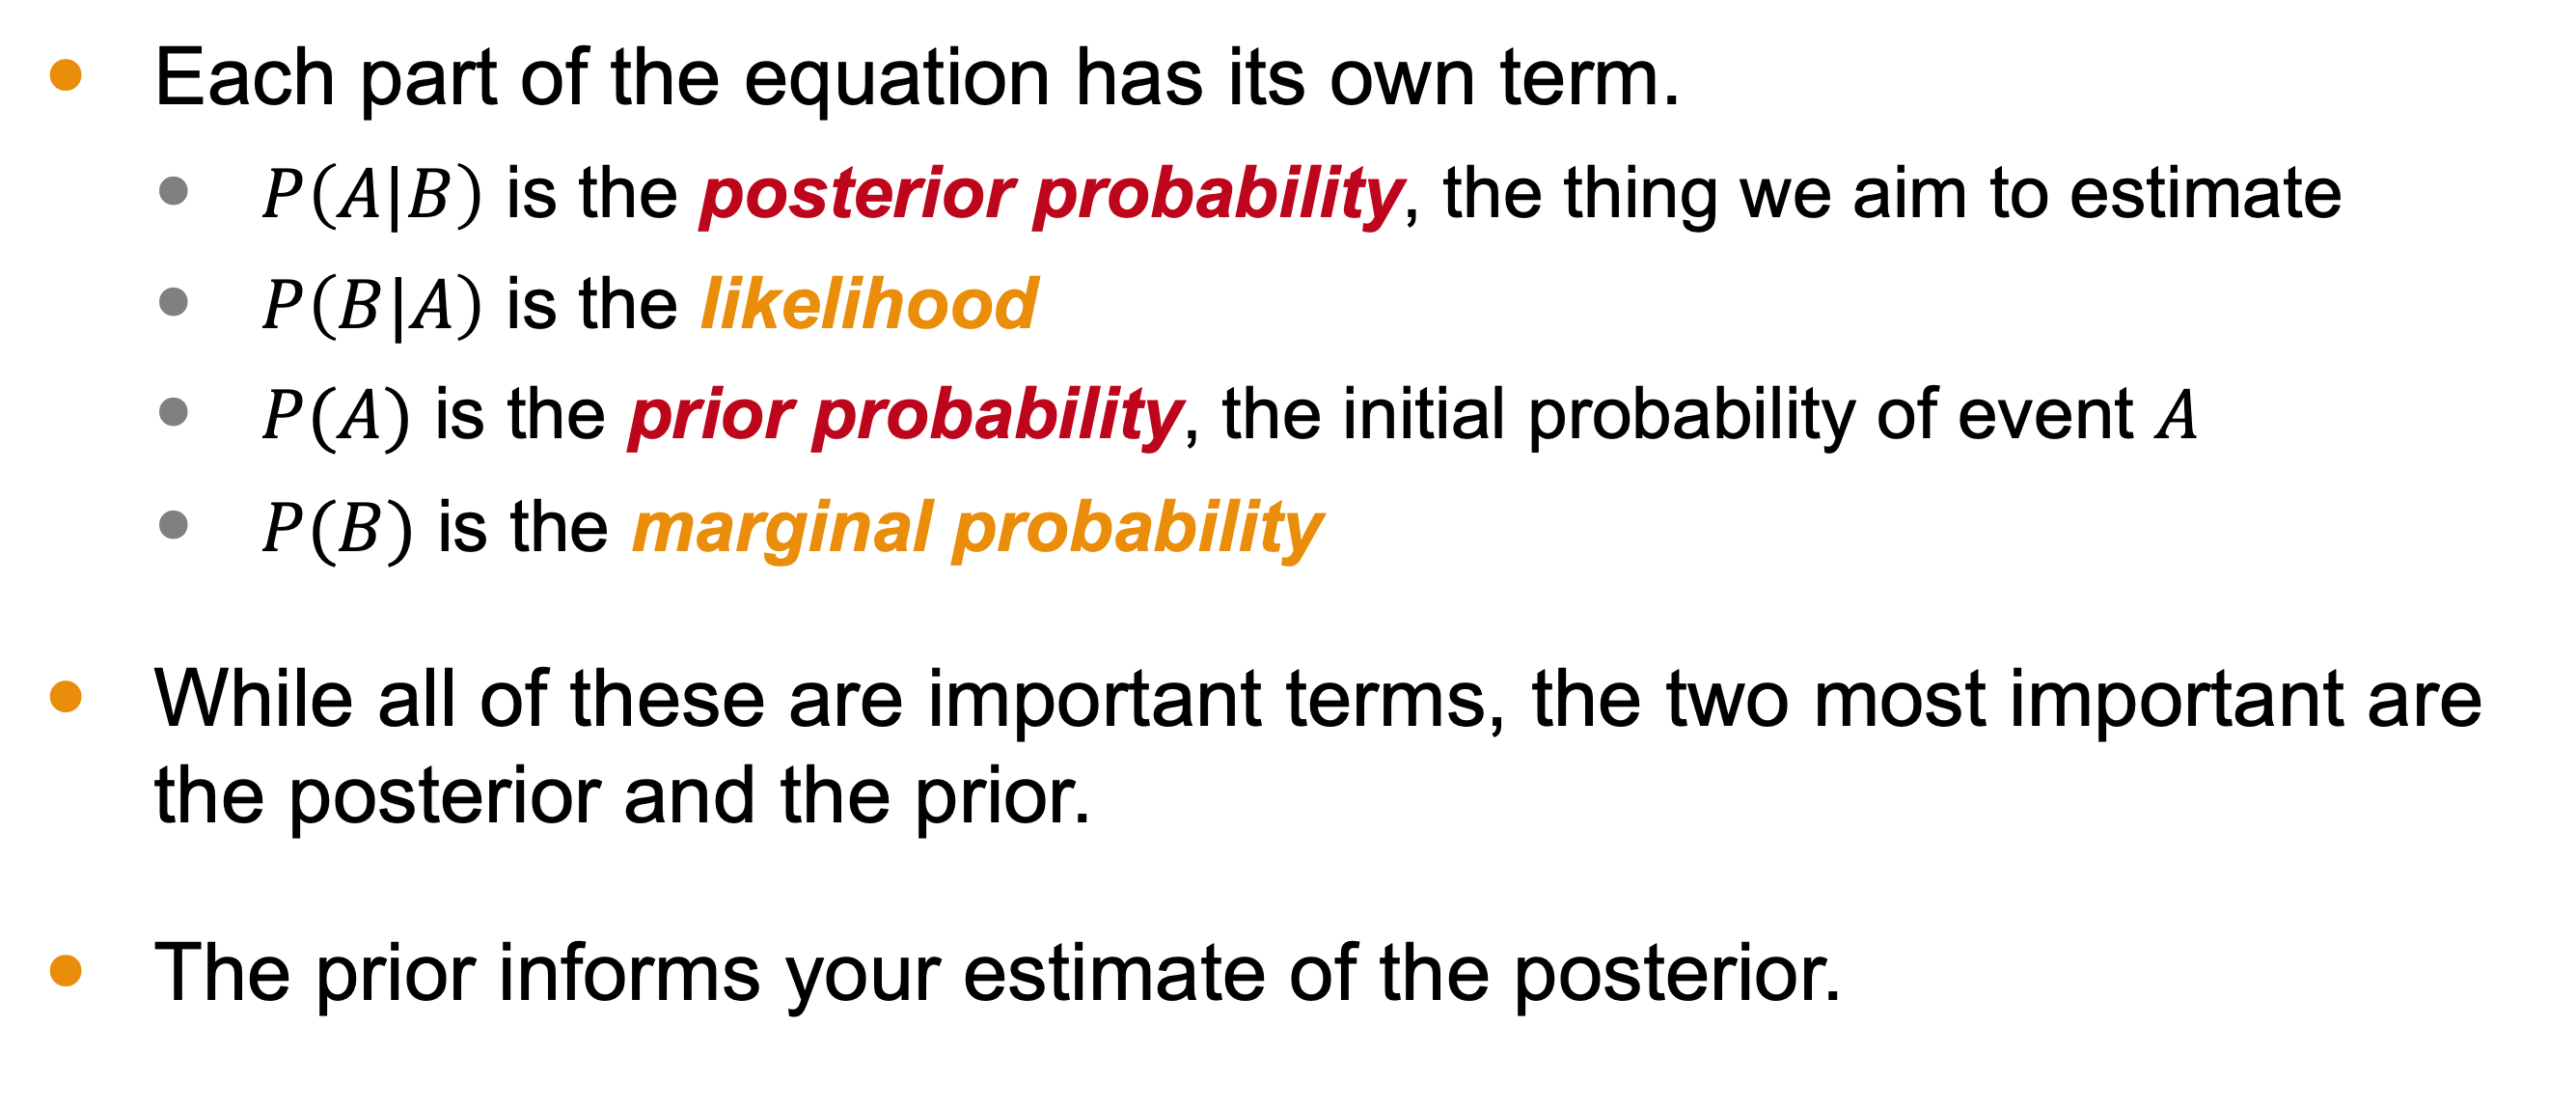 • Each part of the equation has its own term.
• P(A|B) is the posterior probability, the thing we aim to estimate
• P(B|A) is the likelihood
• P(A) is the prior probability, the initial probability of event A
• P(B) is the marginal probability
• While all of these are important terms, the two most important are
the posterior and the prior.
• The prior informs your estimate of the posterior.